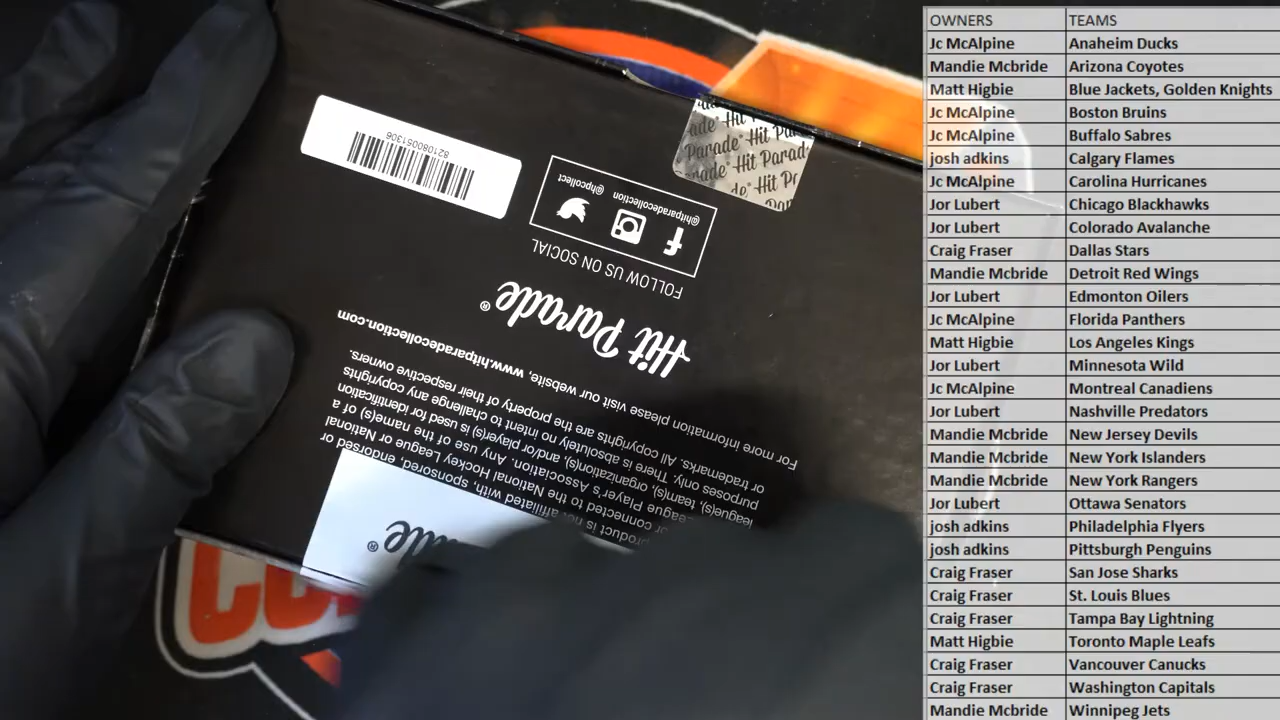 OWNERS TEAMS
Jc McAlpine Anaheim Ducks
Mandie Mcbride Arizona Coyotes
Matt Higbie Blue Jackets, Golden Knights
Jc McAlpine Boston Bruins
Jc McAlpine Buffalo Sabres
josh adkins Calgary Flames
Jc McAlpine Carolina Hurricanes
Jor Lubert Chicago Blackhawks
Jor Lubert Colorado Avalanche
Craig Fraser Dallas Stars
Mandie Mcbride Detroit Red Wings
Jor Lubert Edmonton Oilers
Jc McAlpine Florida Panthers
Matt Higbie Los Angeles Kings
Jor Lubert Minnesota Wild
Jc McAlpine Montreal Canadiens
Jor Lubert Nashville Predators
Mandie Mcbride New Jersey Devils
Mandie Mcbride New York Islanders
Mandie Mcbride New York Rangers
Jor Lubert Ottawa Senators
josh adkins Philadelphia Flyers
josh adkins Pittsburgh Penguins
Craig Fraser San Jose Sharks
Craig Fraser St. Louis Blues
Craig Fraser Tampa Bay Lightning
Matt Higbie Toronto Maple Leafs
Craig Fraser Vancouver Canucks
Craig Fraser Washington Capitals
Mandie Mcbride Winnipeg Jets
product is not affiliated with, sponsored, endorsed,
or connected to the National Hockey League or National
League Player's Association. Any use of the name(s) of a
league(s), team(s), organization(s), and/or player(s) is used for identification
purposes only. There is absolutely no intent to challenge any copyrights
or trademarks. All copyrights are the property of their respective owners.
For more information please visit our website, www.hitparadecollection.com
Hit Parade®
FOLLOW US ON SOCIAL
@hitparadecollection @hpcollect
821080051306
Hit Parade